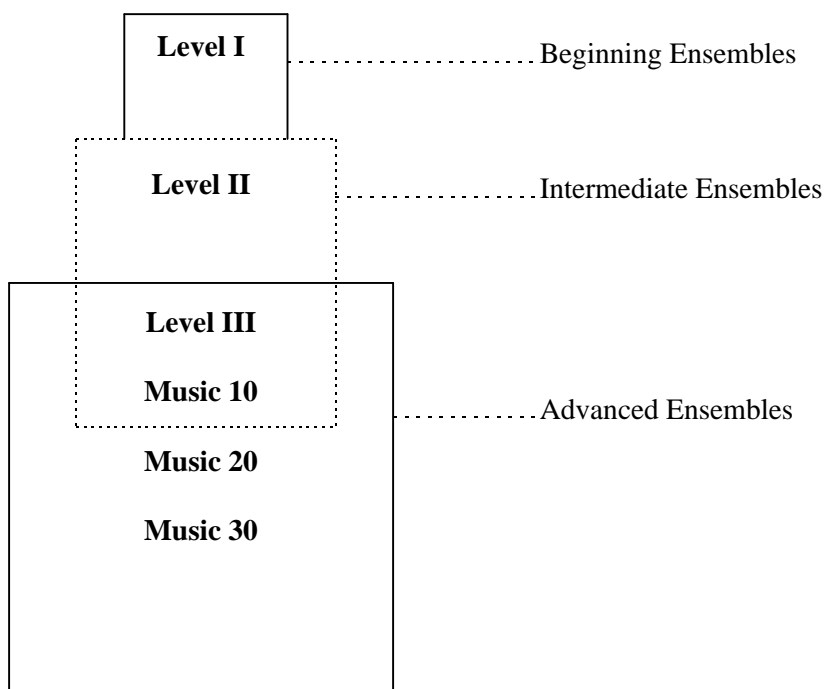 Level I
Beginning Ensembles
Level II
Intermediate Ensembles
Level III
Music 10
Advanced Ensembles
Music 20
Music 30